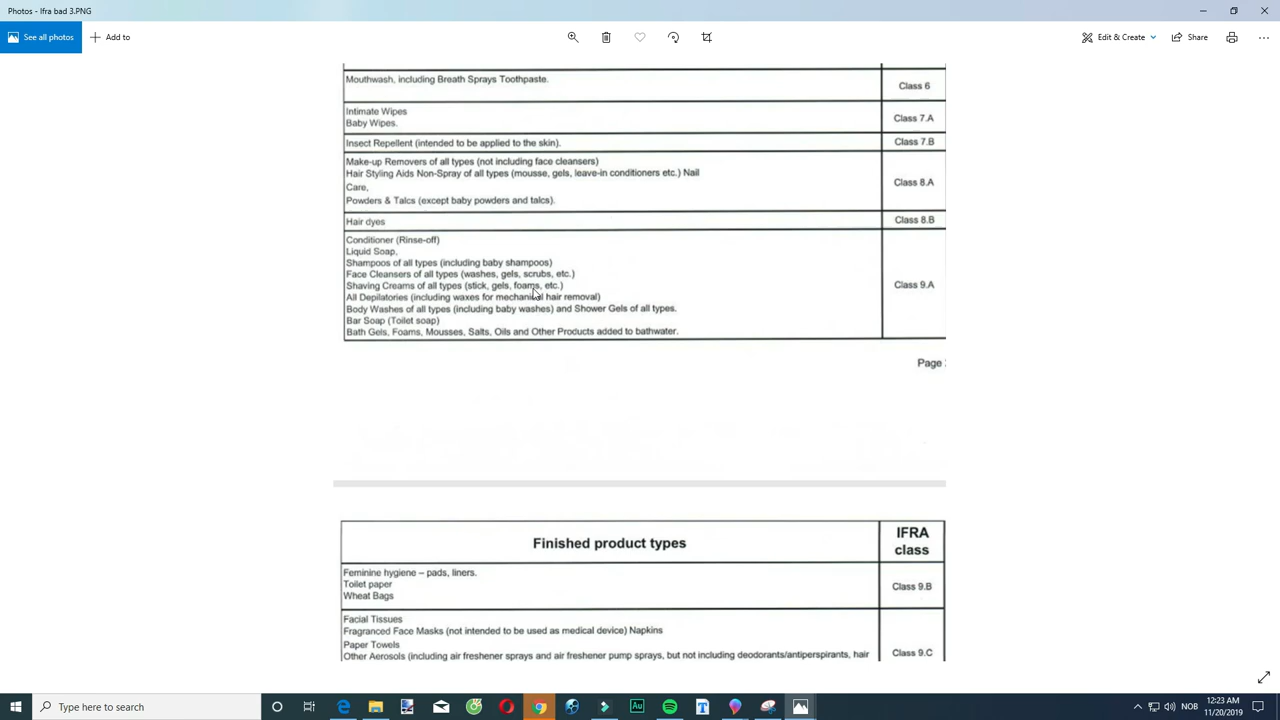 Photos - Ifra bad 3.PNG
See all photos
Add to
Edit & Create
Share
Mouthwash, including Breath Sprays Toothpaste.
Class 6
Intimate Wipes
Baby Wipes.
Class 7.A
Insect Repellent (intended to be applied to the skin).
Class 7.B
Make-up Removers of all types (not including face cleansers)
Hair Styling Aids Non-Spray of all types (mousse, gels, leave-in conditioners etc.) Nail
Care,
Powders & Talcs (except baby powders and talcs).
Class 8.A
Hair dyes
Class 8.B
Conditioner (Rinse-off)
Liquid Soap,
Shampoos of all types (including baby shampoos)
Face Cleansers of all types (washes, gels, scrubs, etc.)
Shaving Creams of all types (stick, gels, foams, etc.)
All Depilatories (including waxes for mechanical hair removal)
Body Washes of all types (including baby washes) and Shower Gels of all types.
Bar Soap (Toilet soap)
Bath Gels, Foams, Mousses, Salts, Oils and Other Products added to bathwater.
Class 9.A
Page
Finished product types
IFRA
class
Feminine hygiene – pads, liners.
Toilet paper
Wheat Bags
Class 9.B
Facial Tissues
Fragranced Face Masks (not intended to be used as medical device) Napkins
Paper Towels
Other Aerosols (including air freshener sprays and air freshener pump sprays, but not including deodorants/antiperspirants, hair
Class 9.C
Type here to search
Au
T
NOB
12:23 AM
11/20/2019